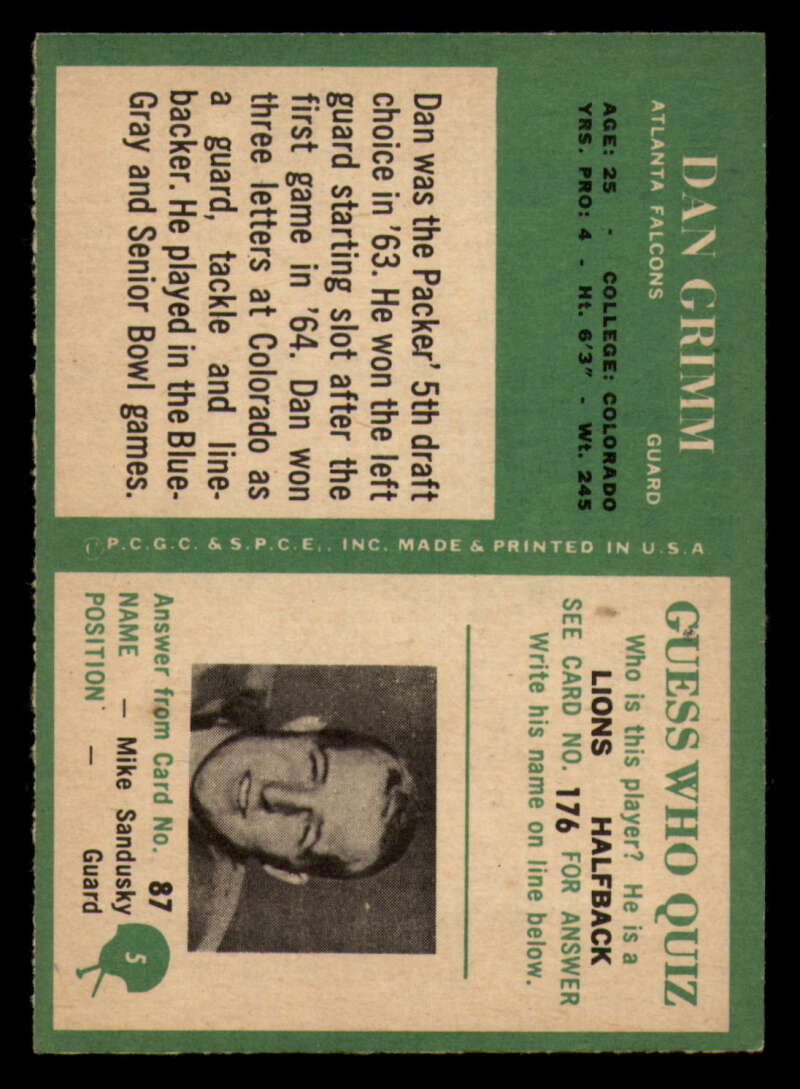 DAN GRIMM
ATLANTA FALCONS GUARD
AGE: 25 - COLLEGE: COLORADO
YRS. PRO: 4 - Ht. 6'3" - Wt. 245
Dan was the Packer' 5th draft
choice in '63. He won the left
guard starting slot after the
first game in '64. Dan won
three letters at Colorado as
a guard, tackle and line-
backer. He played in the Blue-
Gray and Senior Bowl games.
©P.C.G.C. & S.P.C.E., INC. MADE & PRINTED IN U.S.A
GUESS WHO QUIZ
Who is this player? He is a
LIONS HALFBACK
SEE CARD NO. 176 FOR ANSWER
Write his name on line below.
Answer from Card No. 87
NAME — Mike Sandusky
POSITION — Guard
5